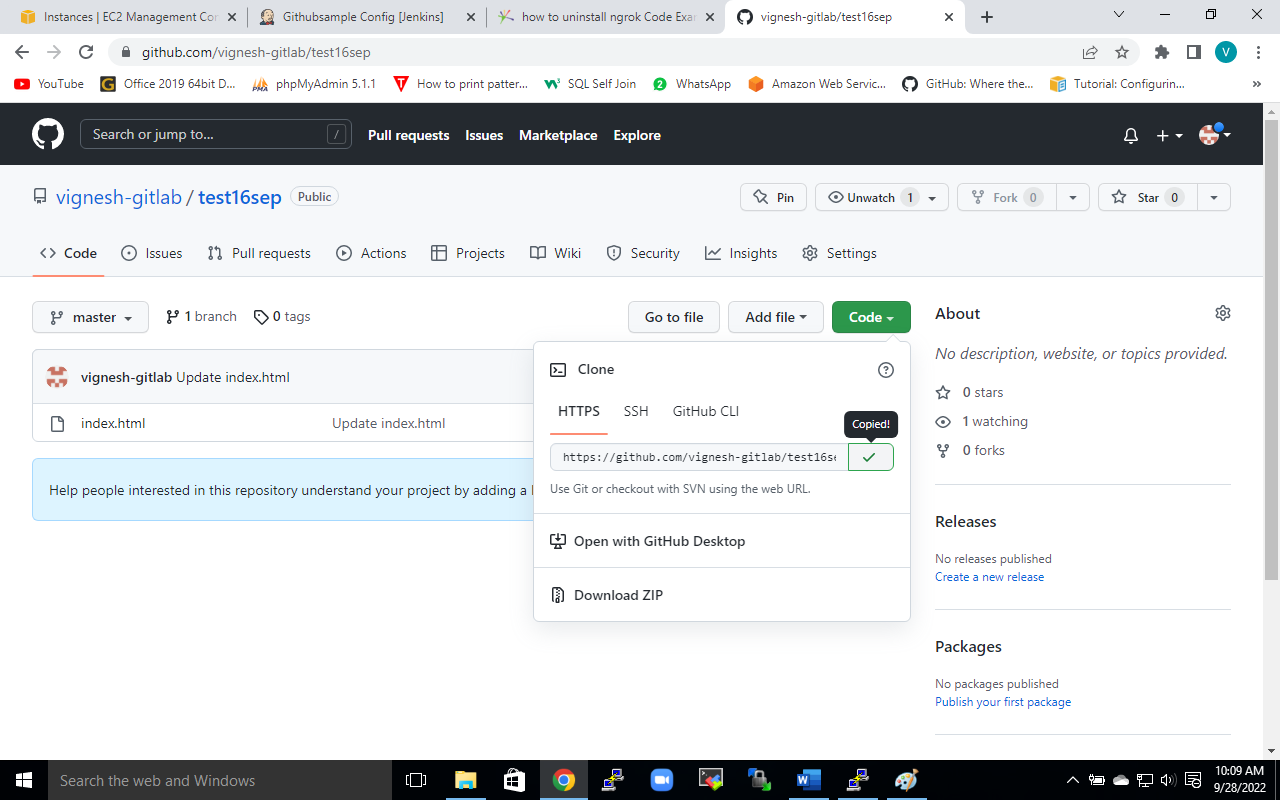 Instances | EC2 Management Con
Githubsample Config [Jenkins]
how to uninstall ngrok Code Exa
vignesh-gitlab/test16sep
github.com/vignesh-gitlab/test16sep
V
YouTube
Office 2019 64bit D...
phpMyAdmin 5.1.1
How to print patter...
SQL Self Join
2
WhatsApp
Amazon Web Servic...
GitHub: Where the...
Tutorial: Configurin...
»
Search or jump to...
/
Pull requests
Issues
Marketplace
Explore
vignesh-gitlab / test16sep
Public
Pin
Unwatch 1
Fork 0
Star 0
Code
Issues
Pull requests
Actions
Projects
Wiki
Security
Insights
Settings
master
1 branch
0 tags
Go to file
Add file
Code
vignesh-gitlab Update index.html
index.html
Update index.html
Help people interested in this repository understand your project by adding a
Clone
HTTPS
SSH
GitHub CLI
Copied!
https://github.com/vignesh-gitlab/test16se
Use Git or checkout with SVN using the web URL.
Open with GitHub Desktop
Download ZIP
About
No description, website, or topics provided.
0 stars
1 watching
0 forks
Releases
No releases published
Create a new release
Packages
No packages published
Publish your first package
Search the web and Windows
10:09 AM
9/28/2022